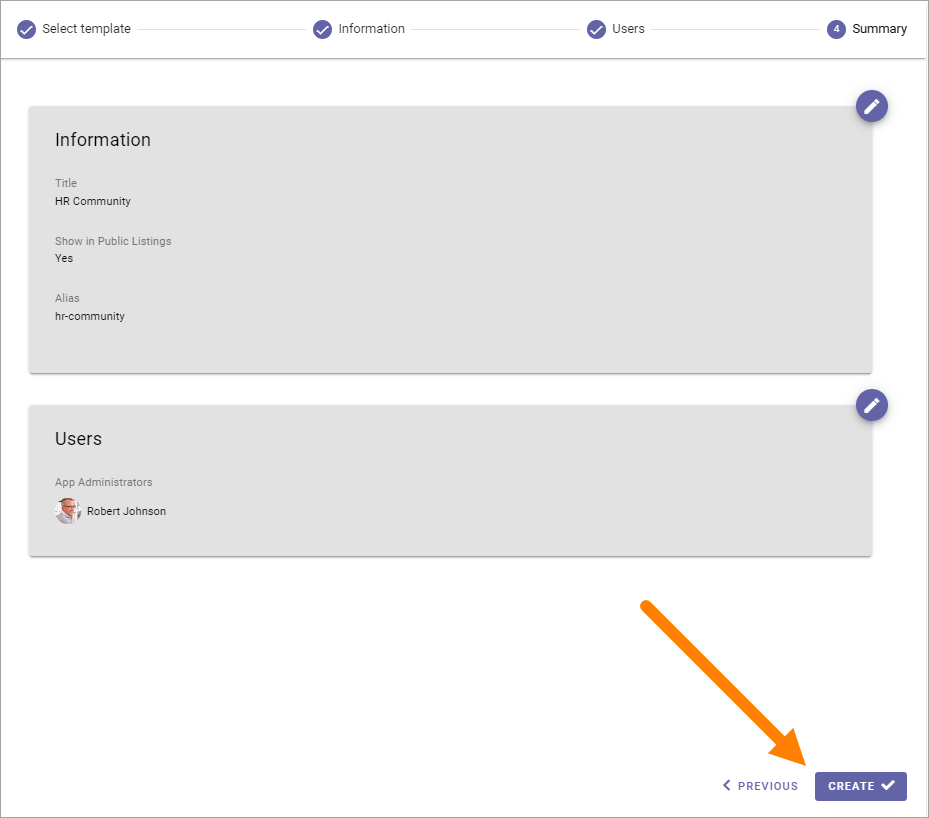 Select template
Information
Users
4 Summary
Information
Title
HR Community
Show in Public Listings
Yes
Alias
hr-community
Users
App Administrators
Robert Johnson
PREVIOUS
CREATE